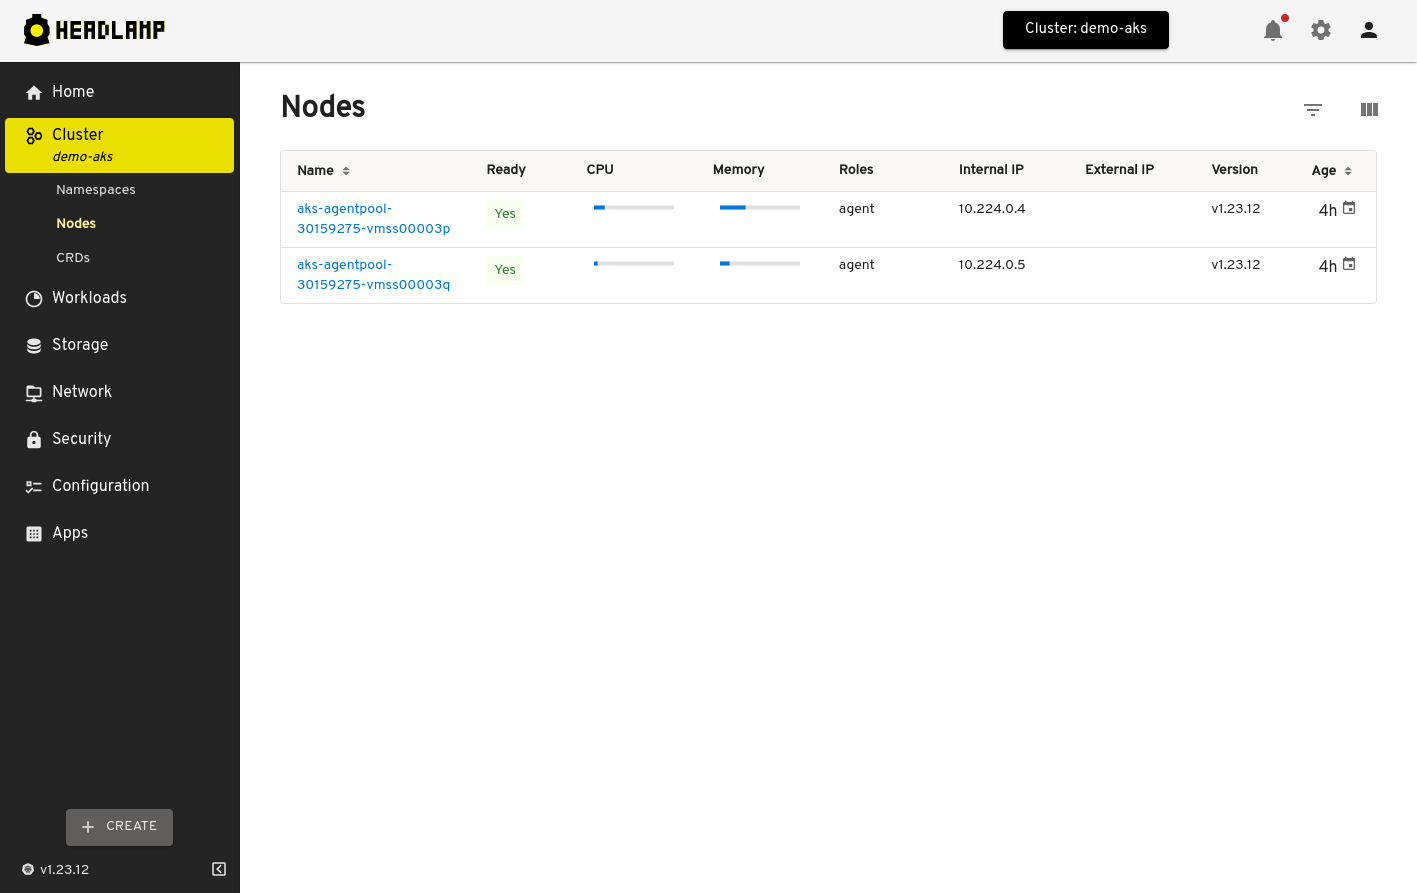 HEADLAMP
Cluster: demo-aks
Home
Cluster
demo-aks
Namespaces
Nodes
CRDs
Workloads
Storage
Network
Security
Configuration
Apps
CREATE
v1.23.12
Nodes
Name Ready CPU Memory Roles Internal IP External IP Version Age
aks-agentpool- Yes agent 10.224.0.4 v1.23.12 4h
30159275-vmss00003p
aks-agentpool- Yes agent 10.224.0.5 v1.23.12 4h
30159275-vmss00003q